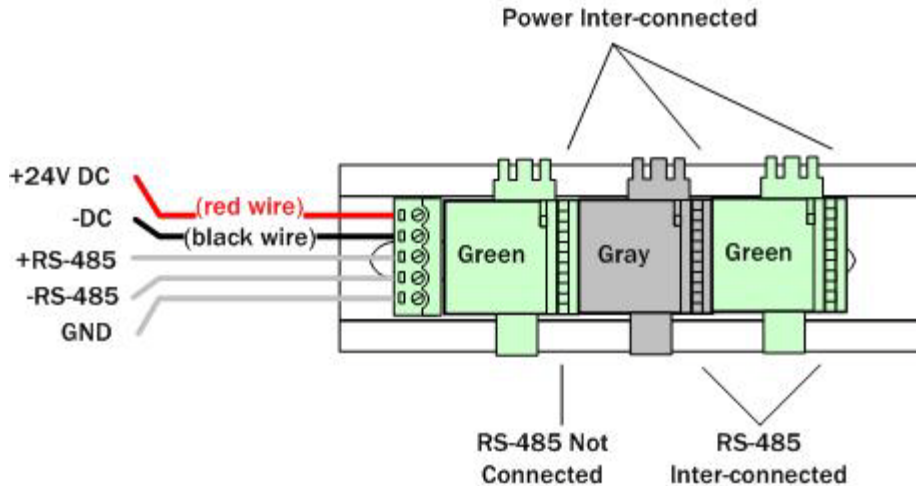 Power Inter-connected
+24V DC
(red wire)
-DC
(black wire)
+RS-485
-RS-485
GND
Green
Gray
Green
RS-485 Not
Connected
RS-485
Inter-connected